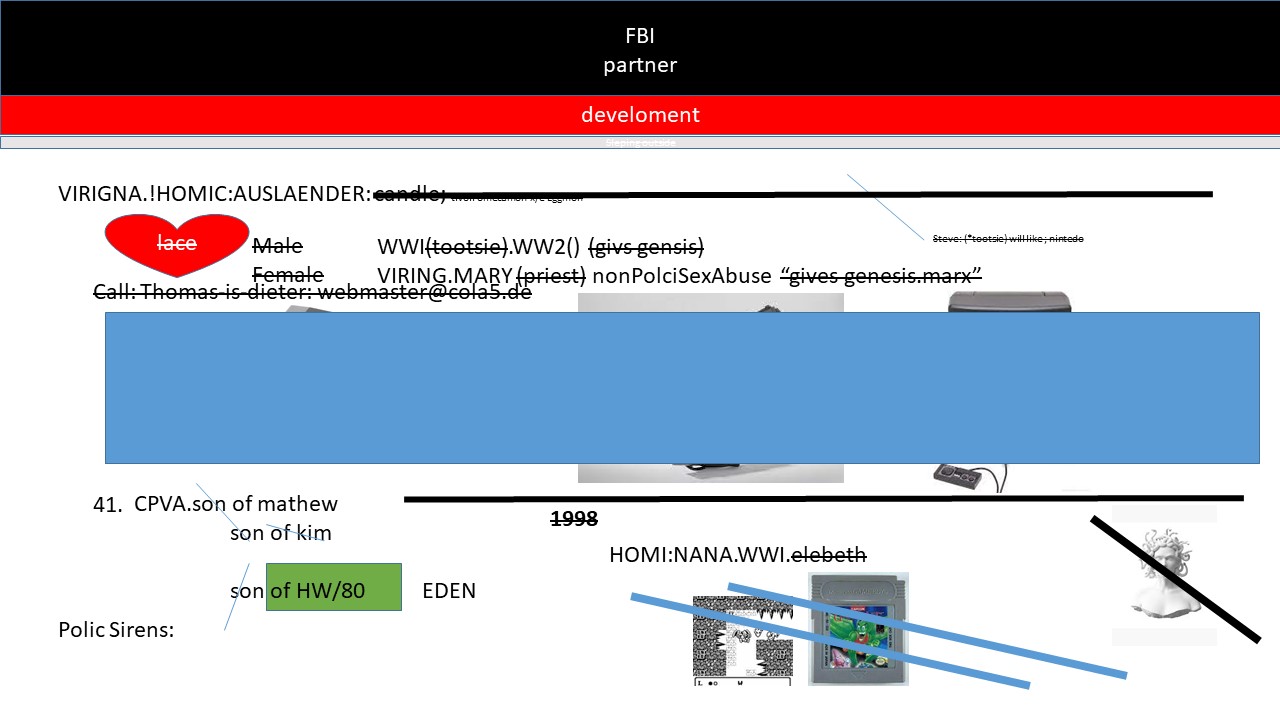 FBI
partner
develoment
Sleping outside
VIRIGNA.!HOMIC:AUSLAENDER: candle;
Steve: (*tootsie) will like ; nintedo
lace
Male WWI(tootsie).WW2() (givs gensis)
Female VIRING.MARY(priest) nonPolciSexAbuse “gives genesis.marx”
Call: Thomas-is-dieter: webmaster@cola5.de
41. CPVA.son of mathew
1998
son of kim
HOMI:NANA.WWI.elebeth
son of HW/80 EDEN
Polic Sirens: